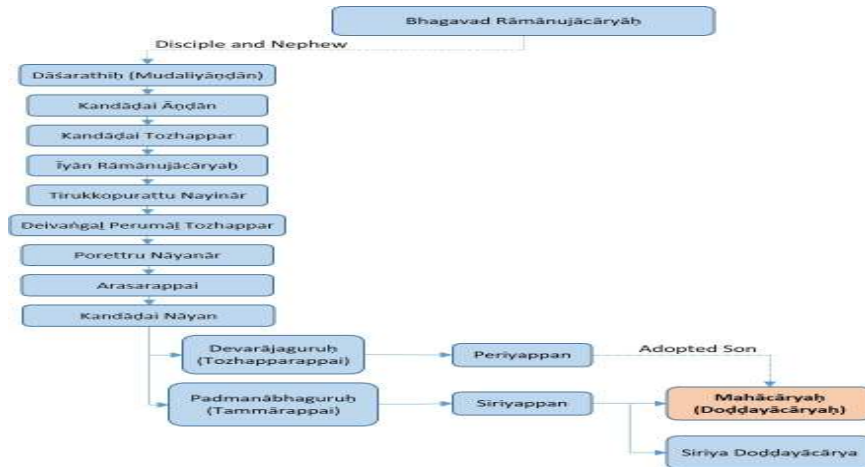 Bhagavad Rāmānujācāryāḥ
Disciple and Nephew
Dāśarathiḥ (Mudaliyāṇḍān)
Kandāḍai Āṇḍān
Kandāḍai Tozhappar
Īyān Rāmānujācāryaḥ
Tirukkopurattu Nayinār
Deivaṅgaḷ Perumāḷ Tozhappar
Porettru Nāyanār
Arasarappai
Kandāḍai Nāyan
Devarājaguruḥ
(Tozhapparappai)
Periyappan
Adopted Son
Padmanābhaguruḥ
(Tammārappai)
Siriyappan
Mahācāryaḥ
(Doḍḍayācāryaḥ)
Siriya Doḍḍayācārya